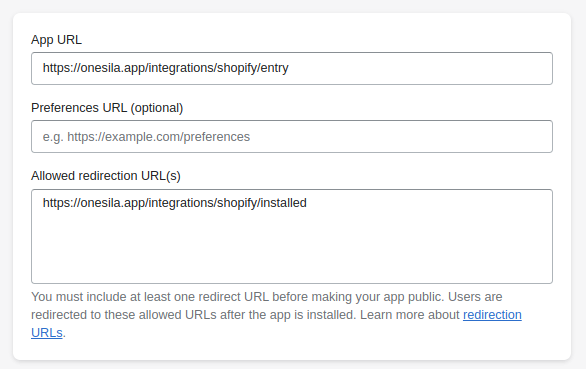 App URL
https://onesila.app/integrations/shopify/entry
Preferences URL (optional)
e.g. https://example.com/preferences
Allowed redirection URL(s)
https://onesila.app/integrations/shopify/installed
You must include at least one redirect URL before making your app public. Users are
redirected to these allowed URLs after the app is installed. Learn more about redirection
URLs.